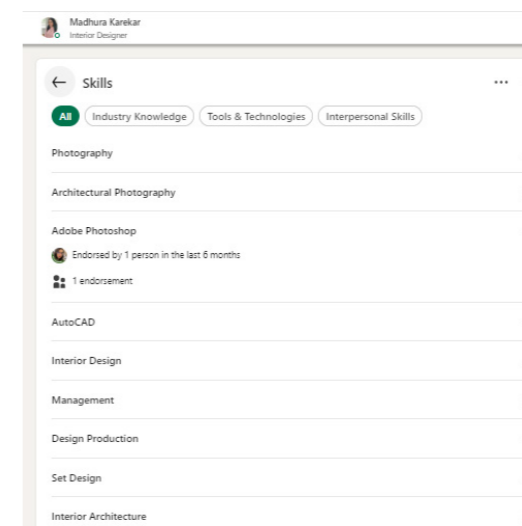 Madhura Karekar
Interior Designer
Skills
All
Industry Knowledge
Tools & Technologies
Interpersonal Skills
Photography
Architectural Photography
Adobe Photoshop
Endorsed by 1 person in the last 6 months
1 endorsement
AutoCAD
Interior Design
Management
Design Production
Set Design
Interior Architecture